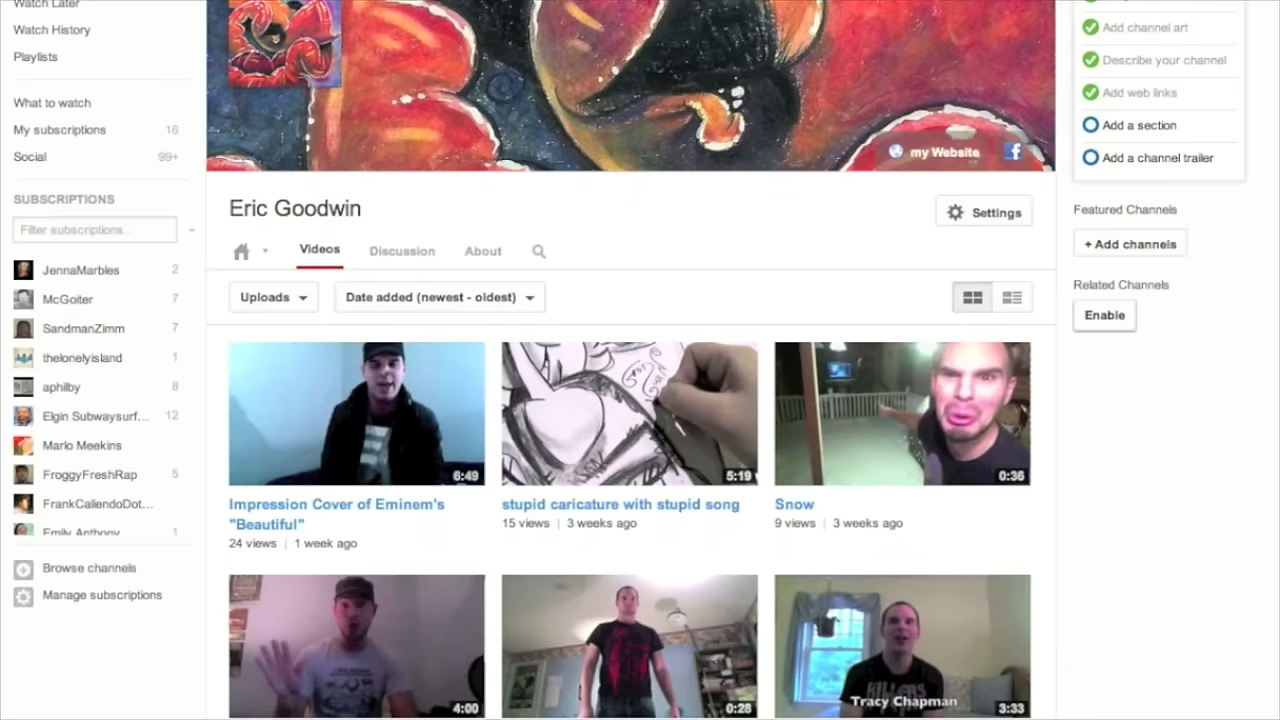 Watch Later
Watch History
Playlists
What to watch
My subscriptions 16
Social 99+
SUBSCRIPTIONS
Filter subscriptions...
JennaMarbles 2
McGoiter 7
SandmanZimm 7
thelonelyisland 1
aphilby 8
Elgin Subwaysurf... 12
Marlo Meekins
FroggyFreshRap 5
FrankCaliendoDot...
Emily Anthony 1
Browse channels
Manage subscriptions
my Website
Eric Goodwin
Settings
Videos
Discussion
About
Uploads
Date added (newest - oldest)
6:49
Impression Cover of Eminem's
"Beautiful"
24 views | 1 week ago
5:19
stupid caricature with stupid song
15 views | 3 weeks ago
0:36
Snow
9 views | 3 weeks ago
4:00
0:28
KILLERS
Tracy Chapman
3:33
Add channel art
Describe your channel
Add web links
Add a section
Add a channel trailer
Featured Channels
+ Add channels
Related Channels
Enable